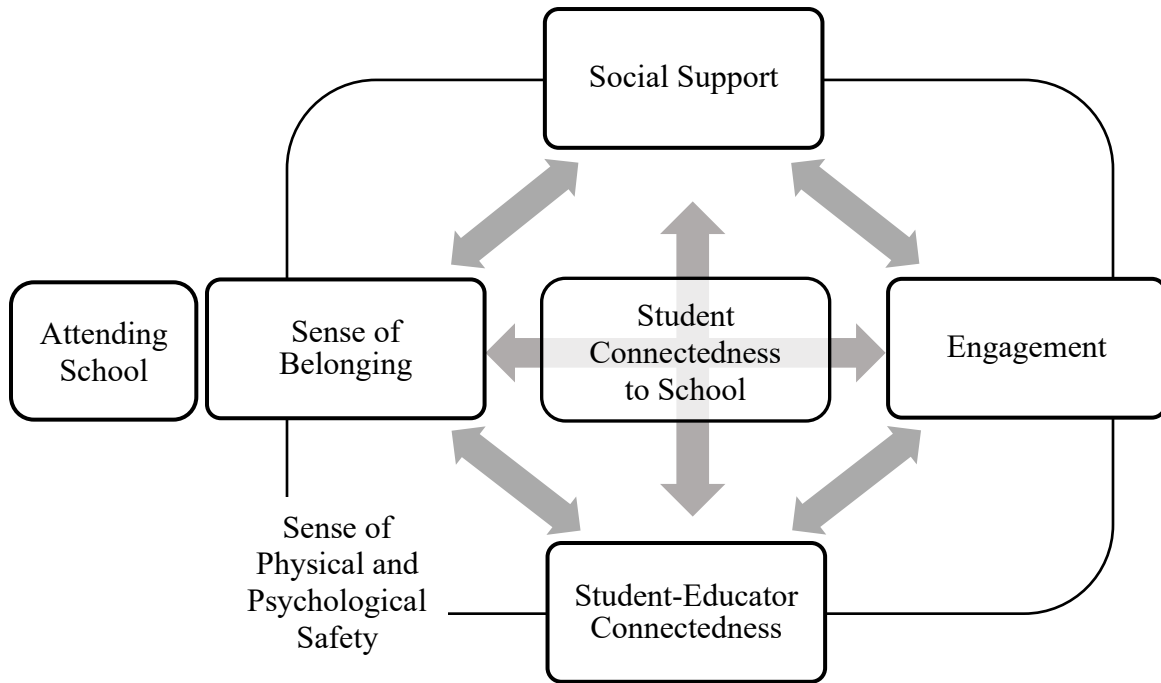 Social Support
Attending
School
Sense of
Belonging
Student
Connectedness
to School
Engagement
Sense of
Physical and
Psychological
Safety
Student-Educator
Connectedness